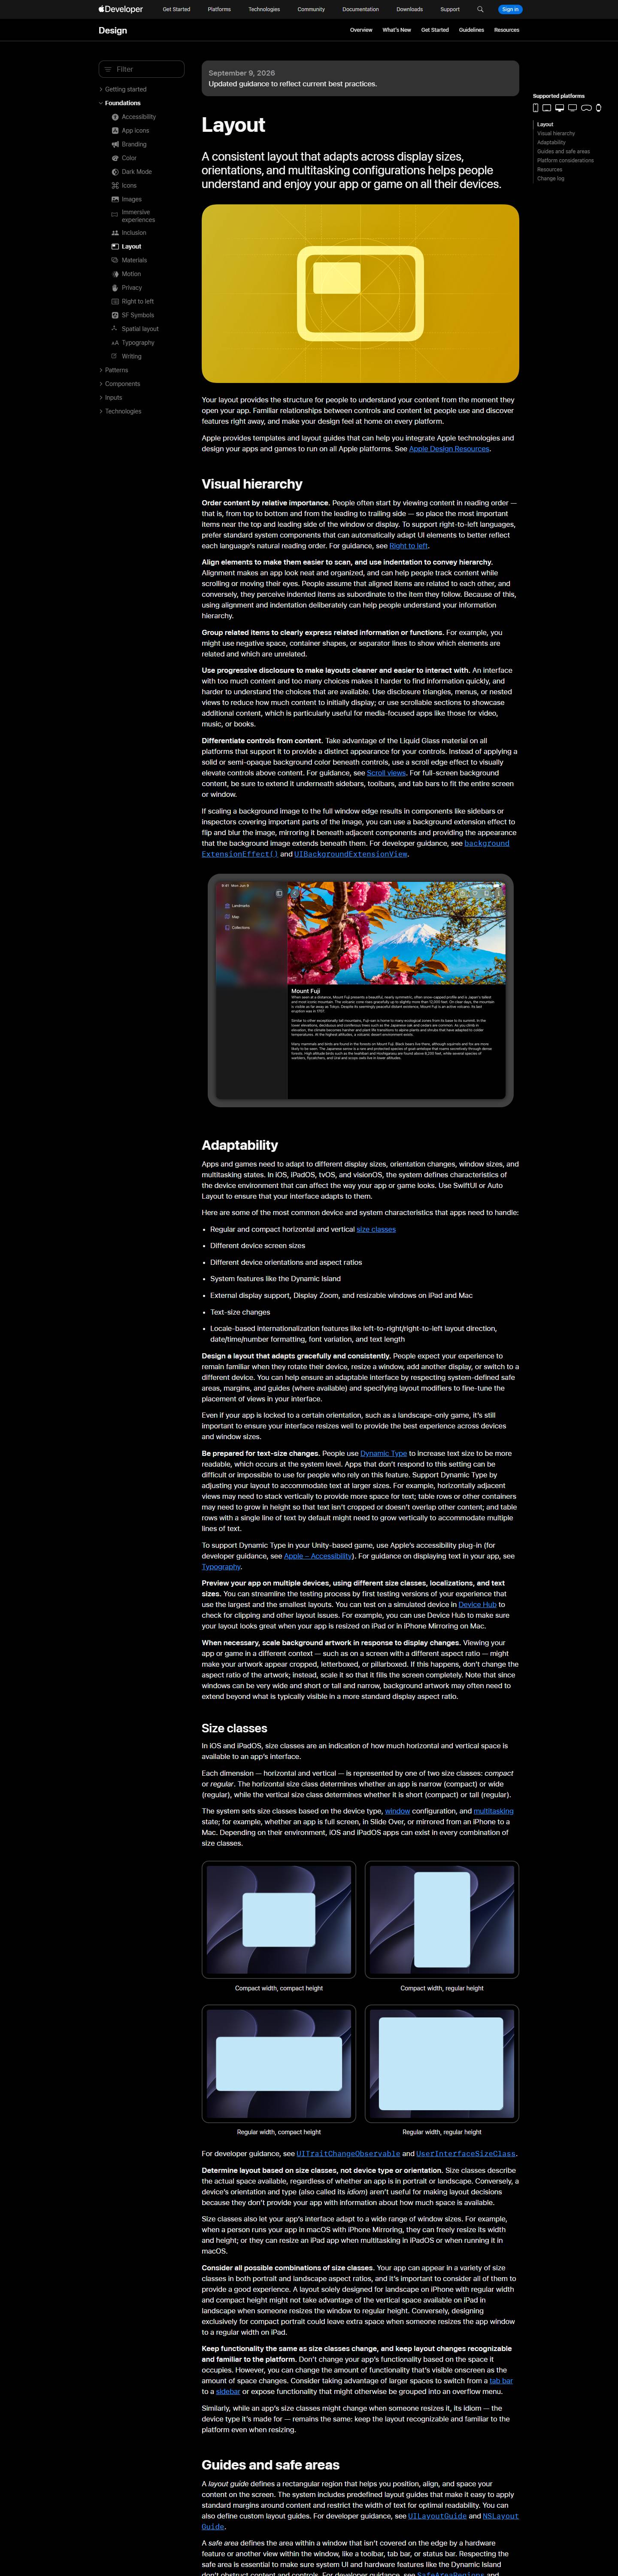 Developer
Get Started
Platforms
Technologies
Community
Documentation
Downloads
Support
Sign in
Design
Overview
What's New
Get Started
Guidelines
Resources
Filter
Getting started
Foundations
Accessibility
App icons
Branding
Color
Dark Mode
Icons
Images
Immersive
experiences
Inclusion
Layout
Materials
Motion
Privacy
Right to left
SF Symbols
Spatial layout
Typography
Writing
Patterns
Components
Inputs
Technologies
September 9, 2026
Updated guidance to reflect current best practices.
Supported platforms
Layout
Visual hierarchy
Adaptability
Guides and safe areas
Platform considerations
Resources
Change log
Layout
A consistent layout that adapts across display sizes,
orientations, and multitasking configurations helps people
understand and enjoy your app or game on all their devices.
Your layout provides the structure for people to understand your content from the moment they
open your app. Familiar relationships between controls and content let people use and discover
features right away, and make your design feel at home on every platform.
Apple provides templates and layout guides that can help you integrate Apple technologies and
design your apps and games to run on all Apple platforms. See Apple Design Resources.
Visual hierarchy
Order content by relative importance. People often start by viewing content in reading order —
that is, from top to bottom and from the leading to trailing side — so place the most important
items near the top and leading side of the window or display. To support right-to-left languages,
prefer standard system components that can automatically adapt UI elements to better reflect
each language's natural reading order. For guidance, see Right to left.
Align elements to make them easier to scan, and use indentation to convey hierarchy.
Alignment makes an app look neat and organized, and can help people track content while
scrolling or moving their eyes. People assume that aligned items are related to each other, and
conversely, they perceive indented items as subordinate to the item they follow. Because of this,
using alignment and indentation deliberately can help people understand your information
hierarchy.
Group related items to clearly express related information or functions. For example, you
might use negative space, container shapes, or separator lines to show which elements are
related and which are unrelated.
Use progressive disclosure to make layouts cleaner and easier to interact with. An interface
with too much content and too many choices makes it harder to find information quickly, and
harder to understand the choices that are available. Use disclosure triangles, menus, or nested
views to reduce how much content to initially display; or use scrollable sections to showcase
additional content, which is particularly useful for media-focused apps like those for video,
music, or books.
Differentiate controls from content. Take advantage of the Liquid Glass material on all
platforms that support it to provide a distinct appearance for your controls. Instead of applying a
solid or semi-opaque background color beneath controls, use a scroll edge effect to visually
elevate controls above content. For guidance, see Scroll views. For full-screen background
content, be sure to extend it underneath sidebars, toolbars, and tab bars to fit the entire screen
or window.
If scaling a background image to the full window edge results in components like sidebars or
inspectors covering important parts of the image, you can use a background extension effect to
flip and blur the image, mirroring it beneath adjacent components and providing the appearance
that the background image extends beneath them. For developer guidance, see background
ExtensionEffect() and UIBackgroundExtensionView.
9:41 Mon Jun 9
Landmarks
Map
Collections
Mount Fuji
Adaptability
Apps and games need to adapt to different display sizes, orientation changes, window sizes, and
multitasking states. In iOS, iPadOS, tvOS, and visionOS, the system defines characteristics of
the device environment that can affect the way your app or game looks. Use SwiftUI or Auto
Layout to ensure that your interface adapts to them.
Here are some of the most common device and system characteristics that apps need to handle:
• Regular and compact horizontal and vertical size classes
• Different device screen sizes
• Different device orientations and aspect ratios
• System features like the Dynamic Island
• External display support, Display Zoom, and resizable windows on iPad and Mac
• Text-size changes
• Locale-based internationalization features like left-to-right/right-to-left layout direction,
date/time/number formatting, font variation, and text length
Design a layout that adapts gracefully and consistently. People expect your experience to
remain familiar when they rotate their device, resize a window, add another display, or switch to a
different device. You can help ensure an adaptable interface by respecting system-defined safe
areas, margins, and guides (where available) and specifying layout modifiers to fine-tune the
placement of views in your interface.
Even if your app is locked to a certain orientation, such as a landscape-only game, it's still
important to ensure your interface resizes well to provide the best experience across devices
and window sizes.
Be prepared for text-size changes. People use Dynamic Type to increase text size to be more
readable, which occurs at the system level. Apps that don't respond to this setting can be
difficult or impossible to use for people who rely on this feature. Support Dynamic Type by
adjusting your layout to accommodate text at larger sizes. For example, horizontally adjacent
views may need to stack vertically to provide more space for text; table rows or other containers
may need to grow in height so that text isn't cropped or doesn't overlap other content; and table
rows with a single line of text by default might need to grow vertically to accommodate multiple
lines of text.
To support Dynamic Type in your Unity-based game, use Apple's accessibility plug-in (for
developer guidance, see Apple – Accessibility). For guidance on displaying text in your app, see
Typography.
Preview your app on multiple devices, using different size classes, localizations, and text
sizes. You can streamline the testing process by first testing versions of your experience that
use the largest and the smallest layouts. You can test on a simulated device in Device Hub to
check for clipping and other layout issues. For example, you can use Device Hub to make sure
your layout looks great when your app is resized on iPad or in iPhone Mirroring on Mac.
When necessary, scale background artwork in response to display changes. Viewing your
app or game in a different context — such as on a screen with a different aspect ratio — might
make your artwork appear cropped, letterboxed, or pillarboxed. If this happens, don't change the
aspect ratio of the artwork; instead, scale it so that it fills the screen completely. Note that since
windows can be very wide and short or tall and narrow, background artwork may often need to
extend beyond what is typically visible in a more standard display aspect ratio.
Size classes
In iOS and iPadOS, size classes are an indication of how much horizontal and vertical space is
available to an app's interface.
Each dimension — horizontal and vertical — is represented by one of two size classes: compact
or regular. The horizontal size class determines whether an app is narrow (compact) or wide
(regular), while the vertical size class determines whether it is short (compact) or tall (regular).
The system sets size classes based on the device type, window configuration, and multitasking
state; for example, whether an app is full screen, in Slide Over, or mirrored from an iPhone to a
Mac. Depending on their environment, iOS and iPadOS apps can exist in every combination of
size classes.
Compact width, compact height
Compact width, regular height
Regular width, compact height
Regular width, regular height
For developer guidance, see UITraitChangeObservable and UserInterfaceSizeClass.
Determine layout based on size classes, not device type or orientation. Size classes describe
the actual space available, regardless of whether an app is in portrait or landscape. Conversely, a
device's orientation and type (also called its idiom) aren't useful for making layout decisions
because they don't provide your app with information about how much space is available.
Size classes also let your app's interface adapt to a wide range of window sizes. For example,
when a person runs your app in macOS with iPhone Mirroring, they can freely resize its width
and height; or they can resize an iPad app when multitasking in iPadOS or when running it in
macOS.
Consider all possible combinations of size classes. Your app can appear in a variety of size
classes in both portrait and landscape aspect ratios, and it's important to consider all of them to
provide a good experience. A layout solely designed for landscape on iPhone with regular width
and compact height might not take advantage of the vertical space available on iPad in
landscape when someone resizes the window to regular height. Conversely, designing
exclusively for compact portrait could leave extra space when someone resizes the app window
to a regular width on iPad.
Keep functionality the same as size classes change, and keep layout changes recognizable
and familiar to the platform. Don't change your app's functionality based on the space it
occupies. However, you can change the amount of functionality that's visible onscreen as the
amount of space changes. Consider taking advantage of larger spaces to switch from a tab bar
to a sidebar or expose functionality that might otherwise be grouped into an overflow menu.
Similarly, while an app's size classes might change when someone resizes it, its idiom — the
device type it's made for — remains the same: keep the layout recognizable and familiar to the
platform even when resizing.
Guides and safe areas
A layout guide defines a rectangular region that helps you position, align, and space your
content on the screen. The system includes predefined layout guides that make it easy to apply
standard margins around content and restrict the width of text for optimal readability. You can
also define custom layout guides. For developer guidance, see UILayoutGuide and NSLayout
Guide.
A safe area defines the area within a window that isn't covered on the edge by a hardware
feature or another view within the window, like a toolbar, tab bar, or status bar. Respecting the
safe area is essential to make sure system UI and hardware features like the Dynamic Island
don't obstruct content and controls. For developer guidance, see SafeAreaRegions and